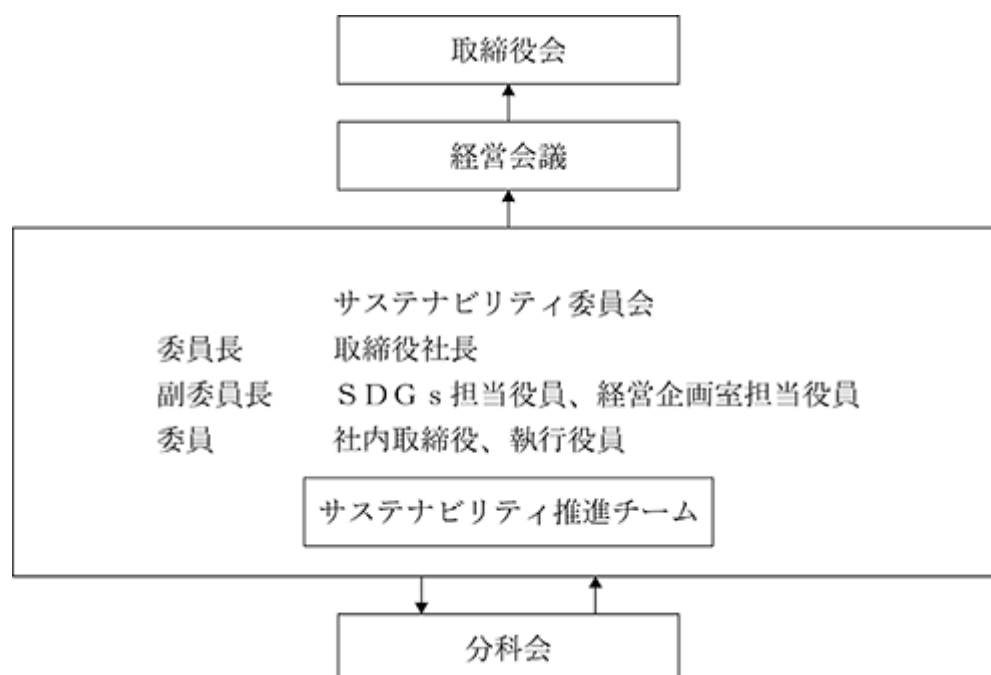 取締役会
経営会議
サステナビリティ委員会
委員長 取締役社長
副委員長 ＳＤＧｓ担当役員、経営企画室担当役員
委員 社内取締役、執行役員
サステナビリティ推進チーム
分科会